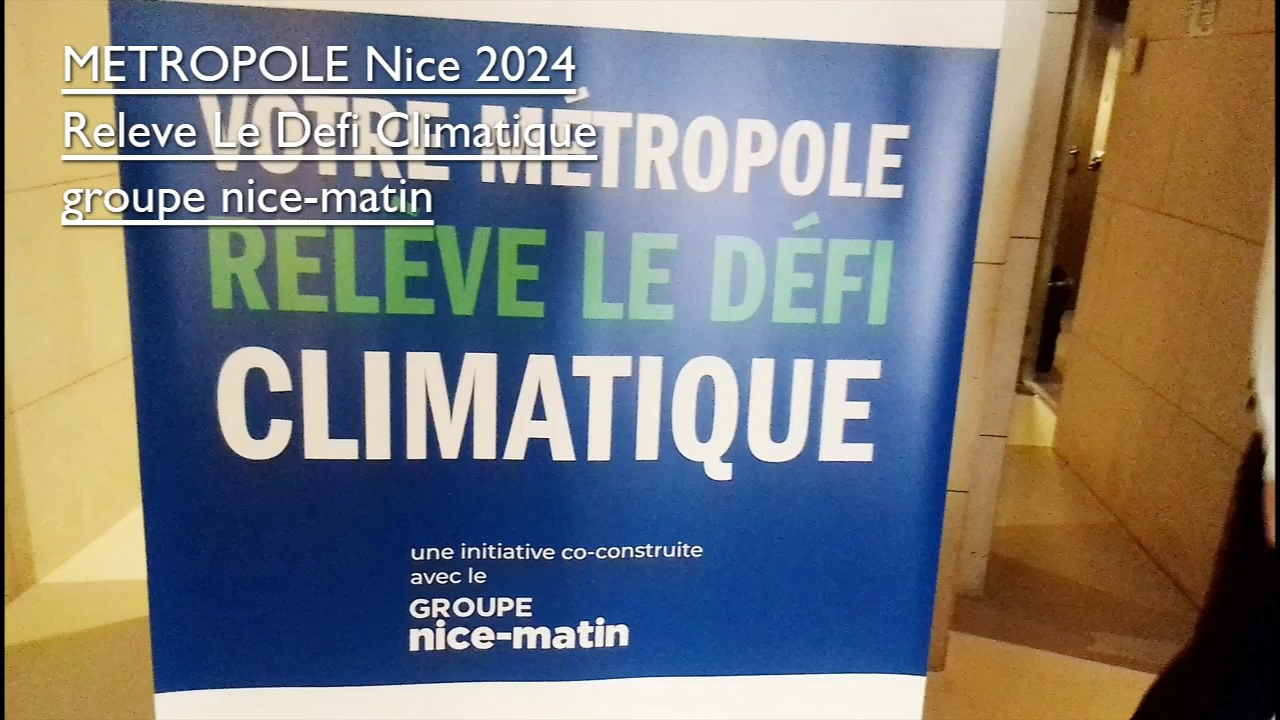 METROPOLE Nice 2024
Releve Le Defi Climatique
groupe nice-matin
VOTRE MÉTROPOLE
RELÈVE LE DÉFI
CLIMATIQUE
une initiative co-construite
avec le
GROUPE
nice-matin